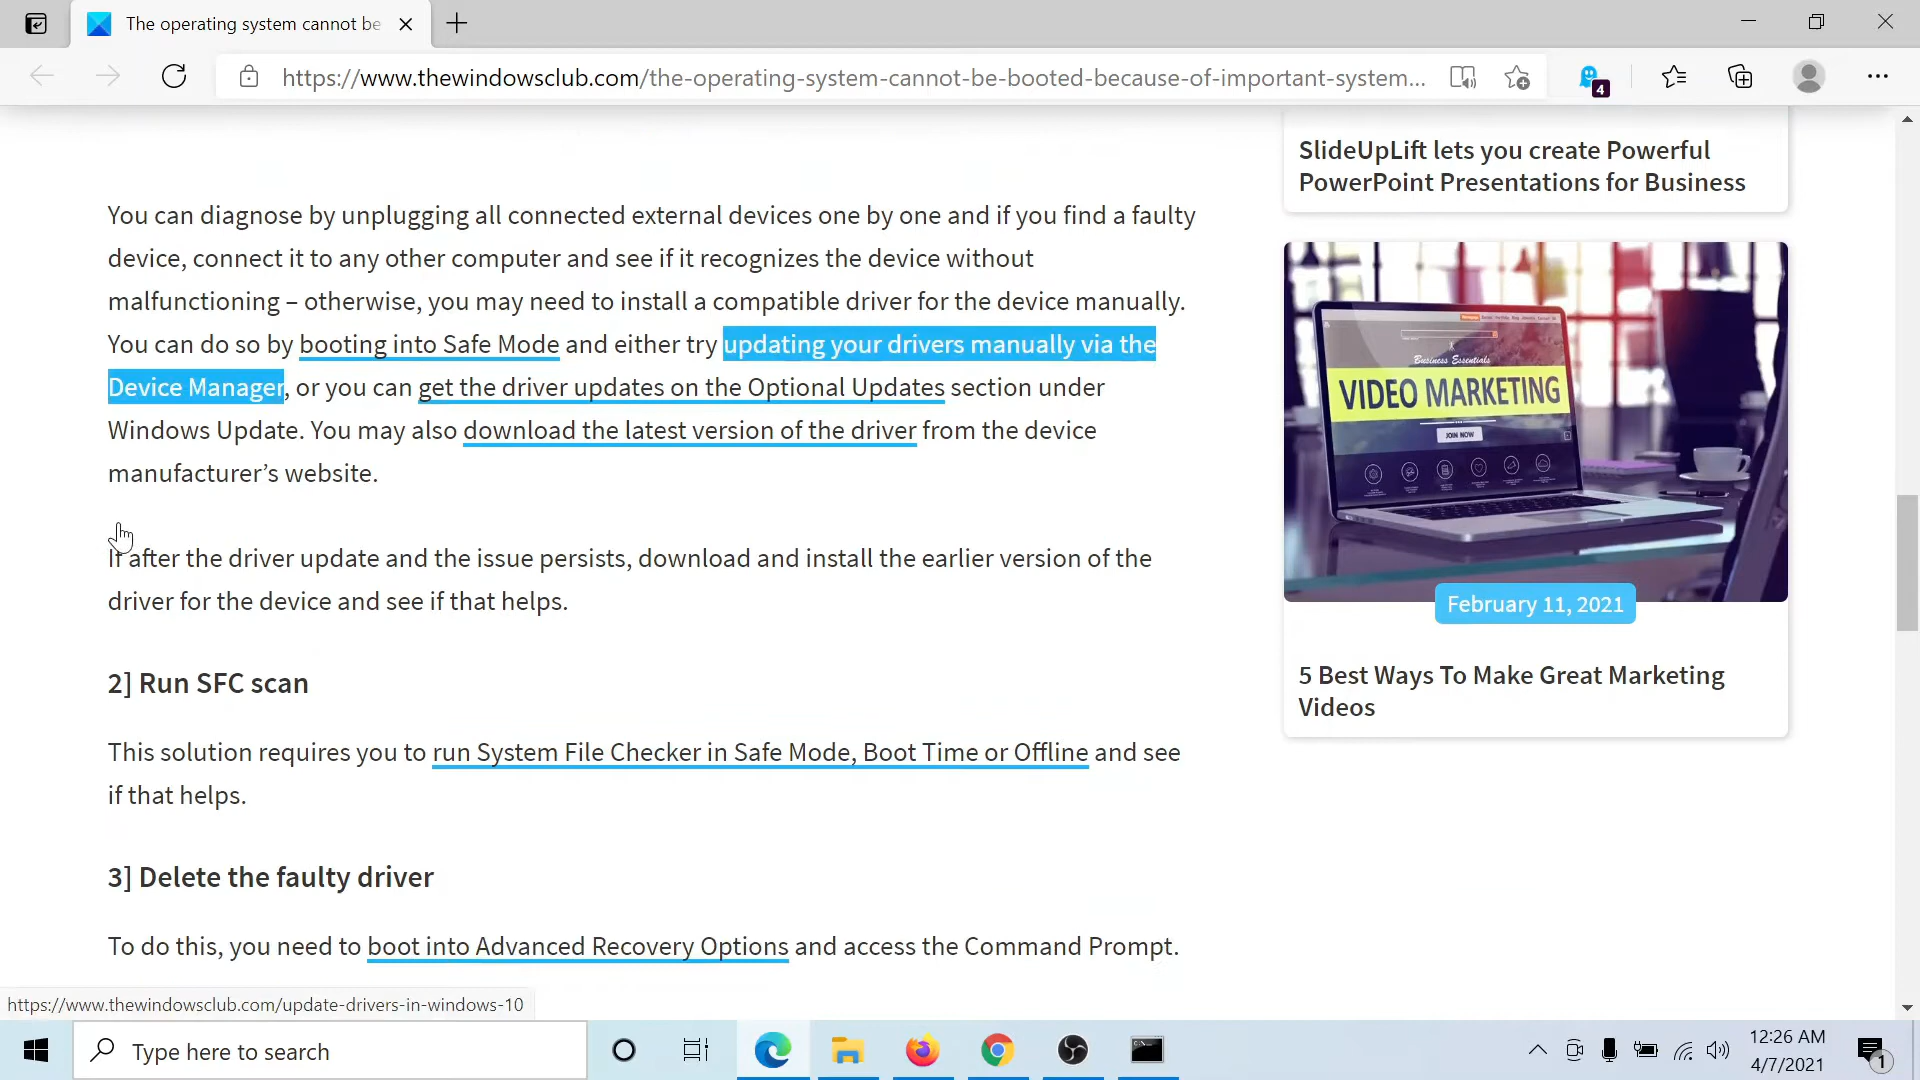 The operating system cannot be
https://www.thewindowsclub.com/the-operating-system-cannot-be-booted-because-of-important-system...
4
You can diagnose by unplugging all connected external devices one by one and if you find a faulty
device, connect it to any other computer and see if it recognizes the device without
malfunctioning – otherwise, you may need to install a compatible driver for the device manually.
You can do so by booting into Safe Mode and either try updating your drivers manually via the
Device Manager, or you can get the driver updates on the Optional Updates section under
Windows Update. You may also download the latest version of the driver from the device
manufacturer’s website.
If after the driver update and the issue persists, download and install the earlier version of the
driver for the device and see if that helps.
2] Run SFC scan
This solution requires you to run System File Checker in Safe Mode, Boot Time or Offline and see
if that helps.
3] Delete the faulty driver
To do this, you need to boot into Advanced Recovery Options and access the Command Prompt.
SlideUpLift lets you create Powerful
PowerPoint Presentations for Business
Business Essentials
VIDEO MARKETING
JOIN NOW
February 11, 2021
5 Best Ways To Make Great Marketing
Videos
https://www.thewindowsclub.com/update-drivers-in-windows-10
Type here to search
12:26 AM
4/7/2021
1